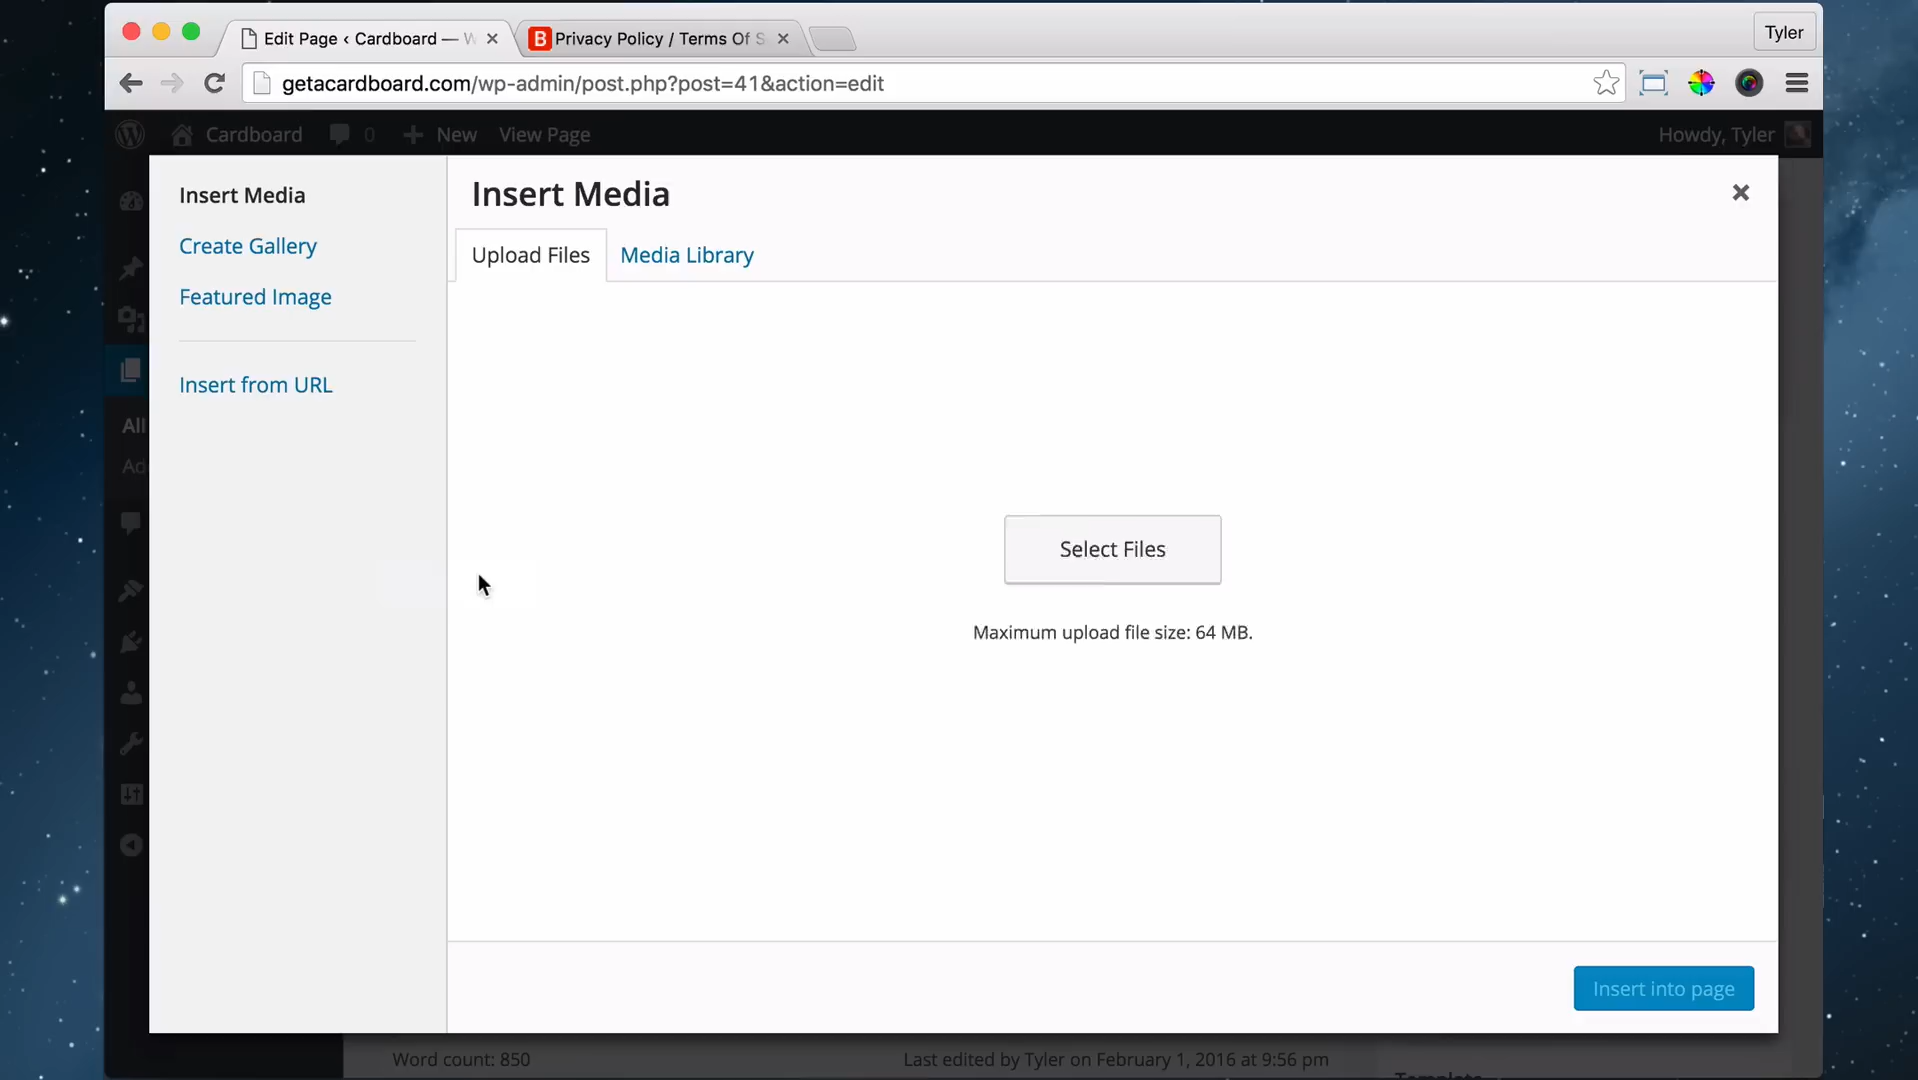 Edit Page ‹ Cardboard — W
Privacy Policy / Terms Of S
Tyler
getacardboard.com/wp-admin/post.php?post=41&action=edit
Cardboard
0
New
View Page
Howdy, Tyler
Insert Media
Create Gallery
Featured Image
Insert from URL
Insert Media
Upload Files
Media Library
All
Ad
Select Files
Maximum upload file size: 64 MB.
Insert into page
Word count: 850
Last edited by Tyler on February 1, 2016 at 9:56 pm
Template